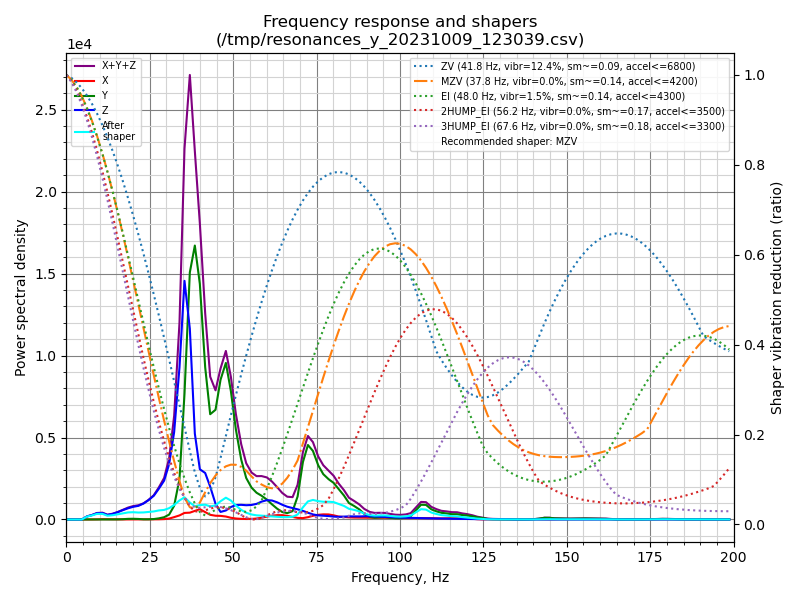 Frequency response and shapers
(/tmp/resonances_y_20231009_123039.csv)
1e4
X+Y+Z
X
Y
Z
After
shaper
ZV (41.8 Hz, vibr=12.4%, sm~=0.09, accel<=6800)
MZV (37.8 Hz, vibr=0.0%, sm~=0.14, accel<=4200)
EI (48.0 Hz, vibr=1.5%, sm~=0.14, accel<=4300)
2HUMP_EI (56.2 Hz, vibr=0.0%, sm~=0.17, accel<=3500)
3HUMP_EI (67.6 Hz, vibr=0.0%, sm~=0.18, accel<=3300)
Recommended shaper: MZV
Power spectral density
2.5
2.0
1.5
1.0
0.5
0.0
1.0
0.8
0.6
0.4
0.2
0.0
Shaper vibration reduction (ratio)
0 25 50 75 100 125 150 175 200
Frequency, Hz